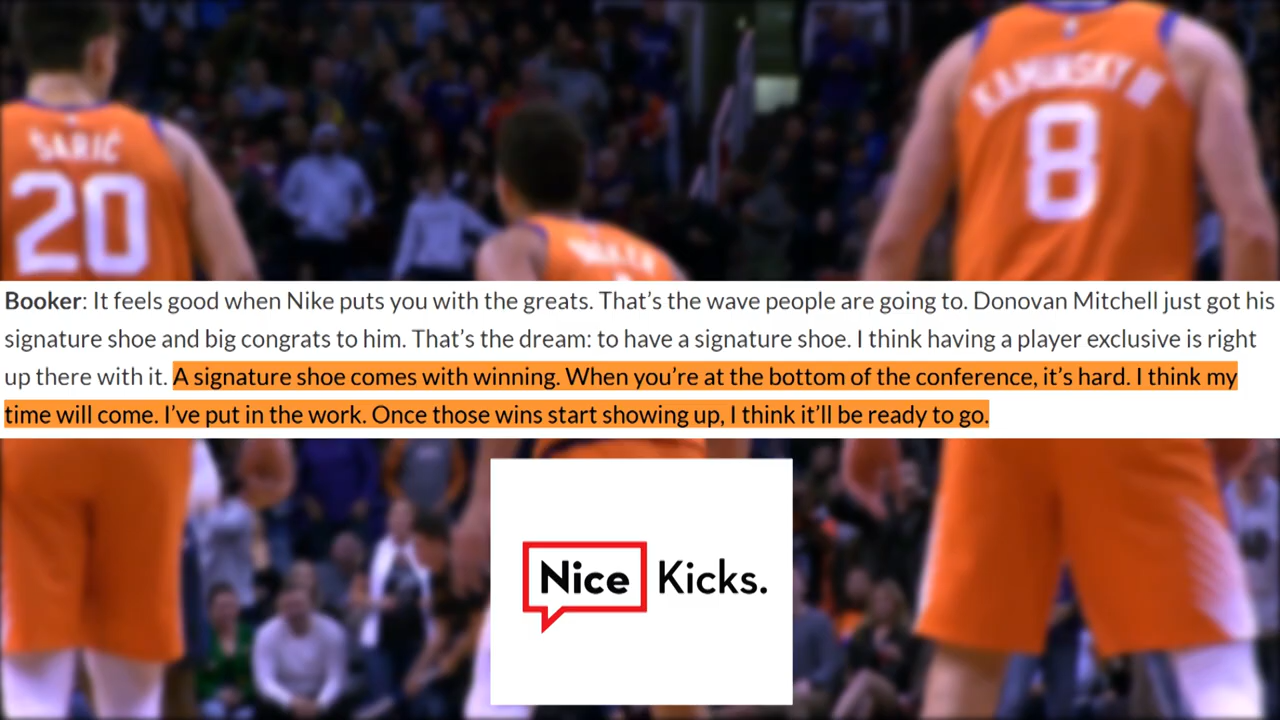 ŠARIĆ
20
KAMINSKY III
8
Booker: It feels good when Nike puts you with the greats. That's the wave people are going to. Donovan Mitchell just got his
signature shoe and big congrats to him. That's the dream: to have a signature shoe. I think having a player exclusive is right
up there with it. A signature shoe comes with winning. When you're at the bottom of the conference, it's hard. I think my
time will come. I've put in the work. Once those wins start showing up, I think it'll be ready to go.
Nice Kicks.